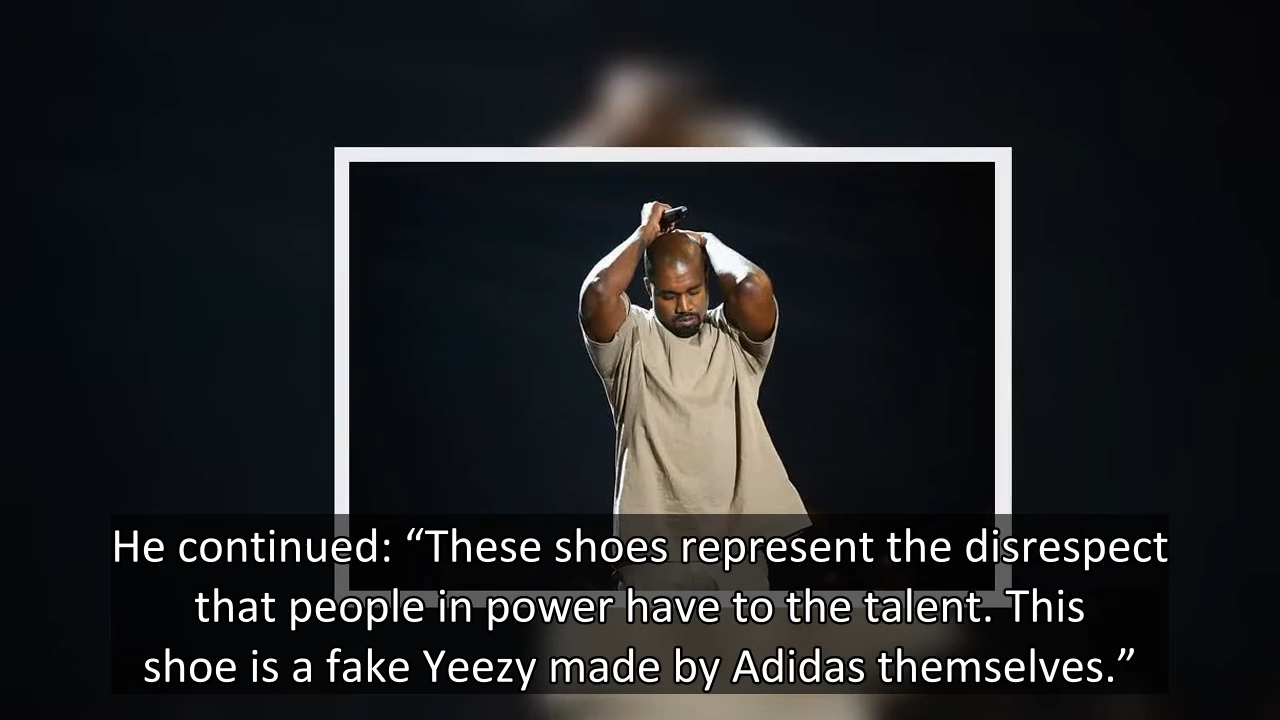 He continued: “These shoes represent the disrespect
that people in power have to the talent. This
shoe is a fake Yeezy made by Adidas themselves.”